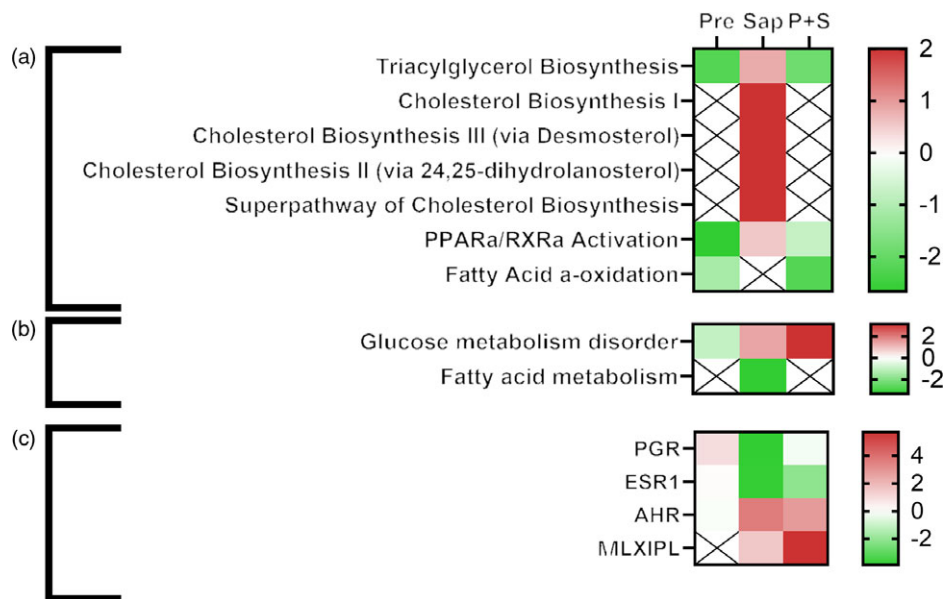 Pre Sap P+S
(a)
Triacylglycerol Biosynthesis
Cholesterol Biosynthesis I
Cholesterol Biosynthesis III (via Desmosterol)
Cholesterol Biosynthesis II (via 24,25-dihydrolanosterol)
Superpathway of Cholesterol Biosynthesis
PPARa/RXRa Activation
Fatty Acid a-oxidation
2
1
0
-1
-2
(b)
Glucose metabolism disorder
Fatty acid metabolism
2
0
-2
(c)
PGR
ESR1
AHR
MLXIPL
4
2
0
-2